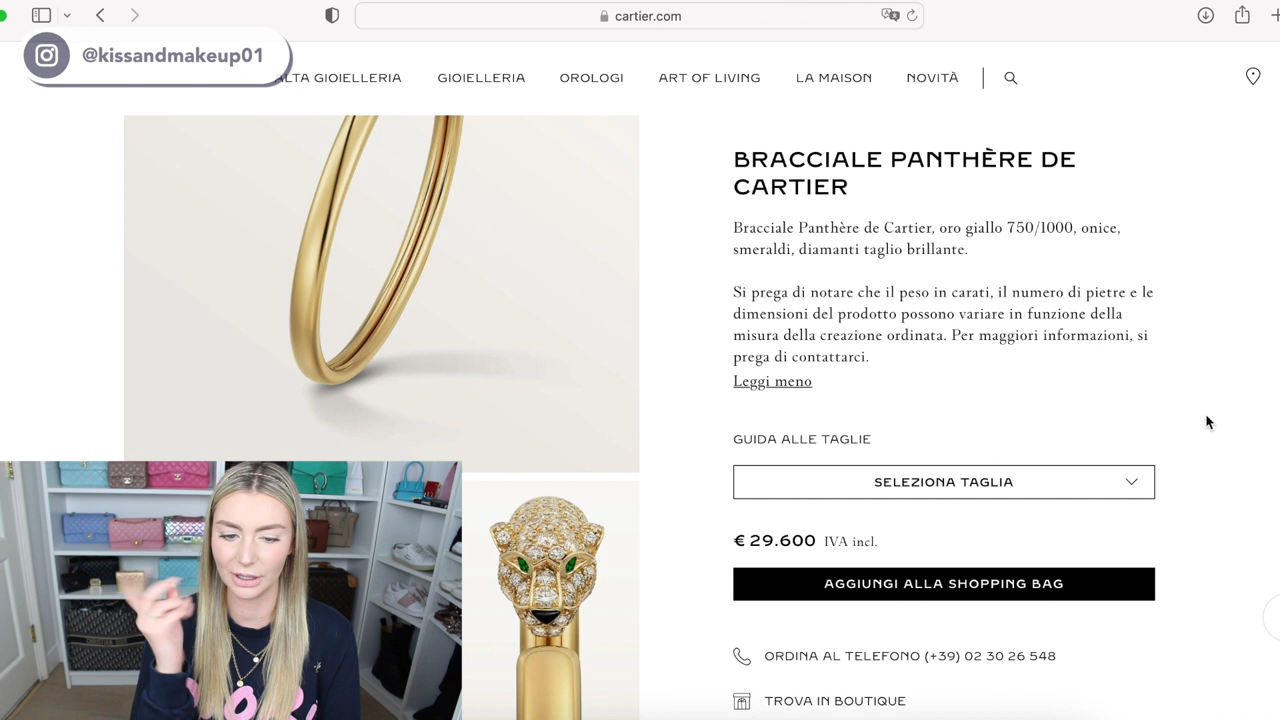 cartier.com
@kissandmakeup01
ALTA GIOIELLERIA GIOIELLERIA OROLOGI ART OF LIVING LA MAISON NOVITÀ
BRACCIALE PANTHÈRE DE
CARTIER
Bracciale Panthère de Cartier, oro giallo 750/1000, onice,
smeraldi, diamanti taglio brillante.
Si prega di notare che il peso in carati, il numero di pietre e le
dimensioni del prodotto possono variare in funzione della
misura della creazione ordinata. Per maggiori informazioni, si
prega di contattarci.
Leggi meno
GUIDA ALLE TAGLIE
SELEZIONA TAGLIA
€ 29.600 IVA incl.
AGGIUNGI ALLA SHOPPING BAG
ORDINA AL TELEFONO (+39) 02 30 26 548
TROVA IN BOUTIQUE